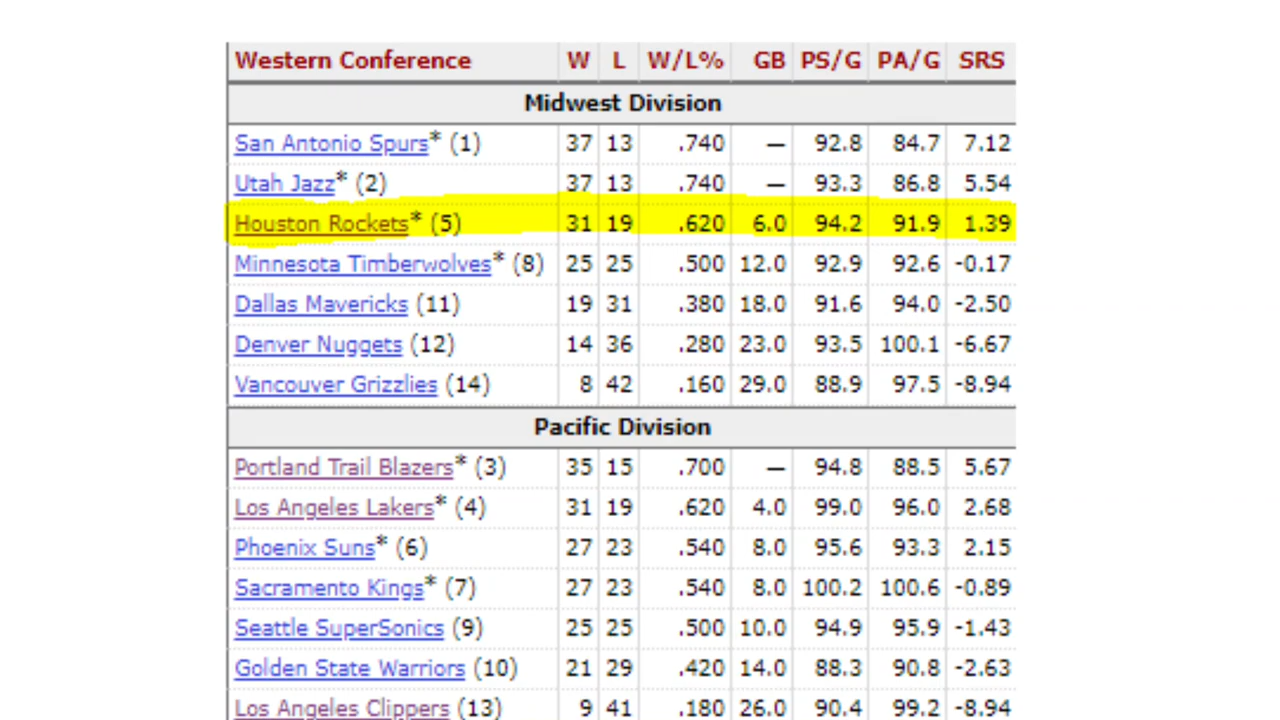 Western Conference W L W/L% GB PS/G PA/G SRS
Midwest Division
San Antonio Spurs* (1) 37 13 .740 — 92.8 84.7 7.12
Utah Jazz* (2) 37 13 .740 — 93.3 86.8 5.54
Houston Rockets* (5) 31 19 .620 6.0 94.2 91.9 1.39
Minnesota Timberwolves* (8) 25 25 .500 12.0 92.9 92.6 -0.17
Dallas Mavericks (11) 19 31 .380 18.0 91.6 94.0 -2.50
Denver Nuggets (12) 14 36 .280 23.0 93.5 100.1 -6.67
Vancouver Grizzlies (14) 8 42 .160 29.0 88.9 97.5 -8.94
Pacific Division
Portland Trail Blazers* (3) 35 15 .700 — 94.8 88.5 5.67
Los Angeles Lakers* (4) 31 19 .620 4.0 99.0 96.0 2.68
Phoenix Suns* (6) 27 23 .540 8.0 95.6 93.3 2.15
Sacramento Kings* (7) 27 23 .540 8.0 100.2 100.6 -0.89
Seattle SuperSonics (9) 25 25 .500 10.0 94.9 95.9 -1.43
Golden State Warriors (10) 21 29 .420 14.0 88.3 90.8 -2.63
Los Angeles Clippers (13) 9 41 .180 26.0 90.4 99.2 -8.94